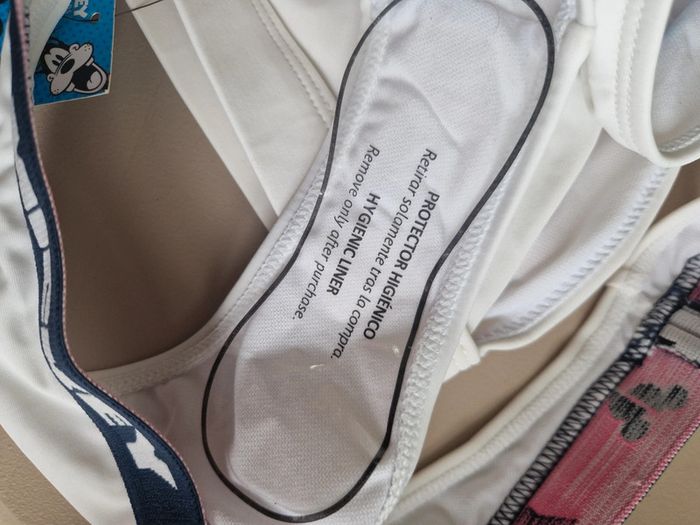 PROTECTOR HIGIÉNICO
Retirar solamente tras la compra.
HYGIENIC LINER
Remove only after purchase.